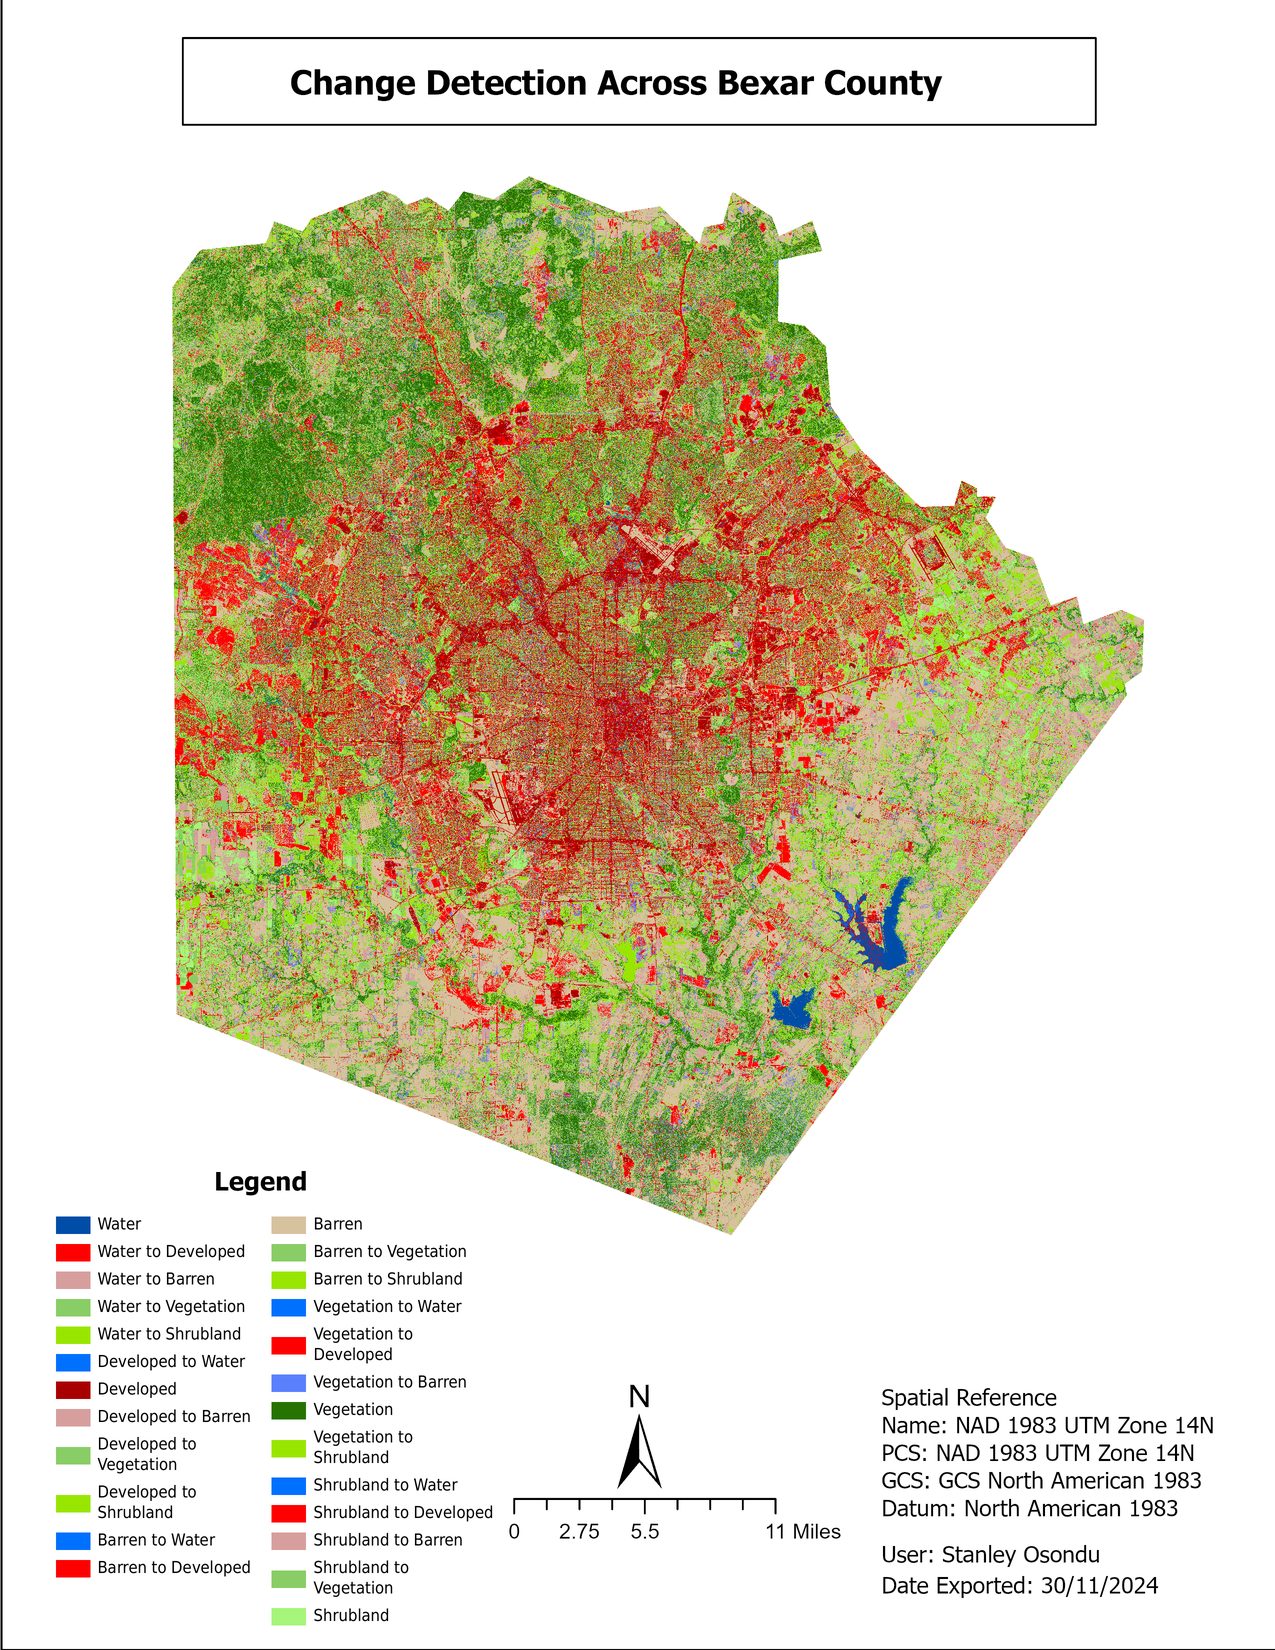 Change Detection Across Bexar County
Legend
Water
Water to Developed
Water to Barren
Water to Vegetation
Water to Shrubland
Developed to Water
Developed
Developed to Barren
Developed to
Vegetation
Developed to
Shrubland
Barren to Water
Barren to Developed
Barren
Barren to Vegetation
Barren to Shrubland
Vegetation to Water
Vegetation to
Developed
Vegetation to Barren
Vegetation
Vegetation to
Shrubland
Shrubland to Water
Shrubland to Developed
Shrubland to Barren
Shrubland to
Vegetation
Shrubland
N
0 2.75 5.5 11 Miles
Spatial Reference
Name: NAD 1983 UTM Zone 14N
PCS: NAD 1983 UTM Zone 14N
GCS: GCS North American 1983
Datum: North American 1983
User: Stanley Osondu
Date Exported: 30/11/2024